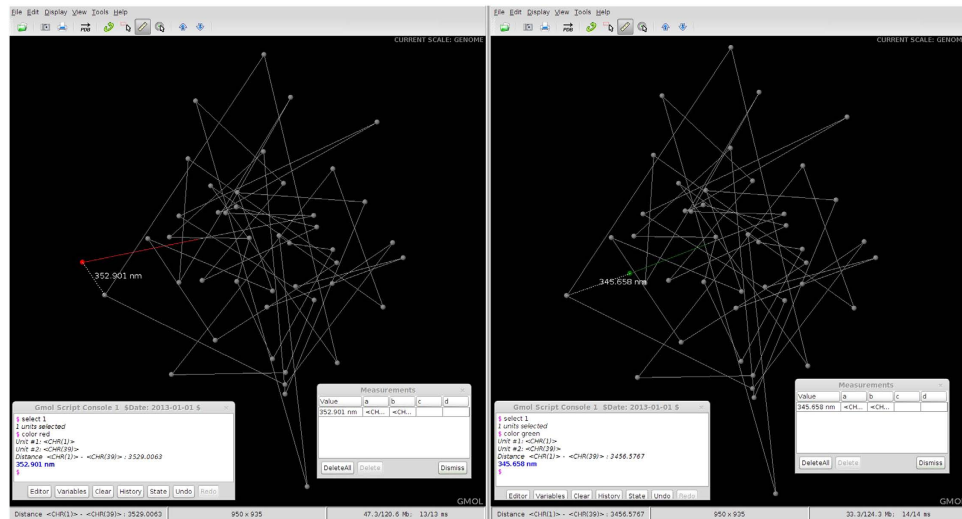 File Edit Display View Tools Help
PDB
CURRENT SCALE: GENOME
352.901 nm
Gmol Script Console 1 $Date: 2013-01-01 $
$ select 1
1 units selected
$ color red
Unit #1: <CHR(1)>
Unit #2: <CHR(39)>
Distance <CHR(1)> - <CHR(39)> : 3529.0063
352.901 nm
$
Editor Variables Clear History State Undo Redo
Measurements
Value a b c d
352.901 nm <CH... <CH...
DeleteAll Delete Dismiss
GMOL
Distance <CHR(1)> - <CHR(39)> : 3529.0063 950 x 935 47.3/120.6 Mb; 13/13 ms
File Edit Display View Tools Help
PDB
CURRENT SCALE: GENOM
345.658 nm
Gmol Script Console 1 $Date: 2013-01-01 $
$ select 1
1 units selected
$ color green
Unit #1: <CHR(1)>
Unit #2: <CHR(39)>
Distance <CHR(1)> - <CHR(39)> : 3456.5767
345.658 nm
$
Editor Variables Clear History State Undo Redo
Measurements
Value a b c d
345.658 nm <CH... <CH...
DeleteAll Delete Dismiss
GMOL
Distance <CHR(1)> - <CHR(39)> : 3456.5767 950 x 935 33.3/124.3 Mb; 14/14 ms